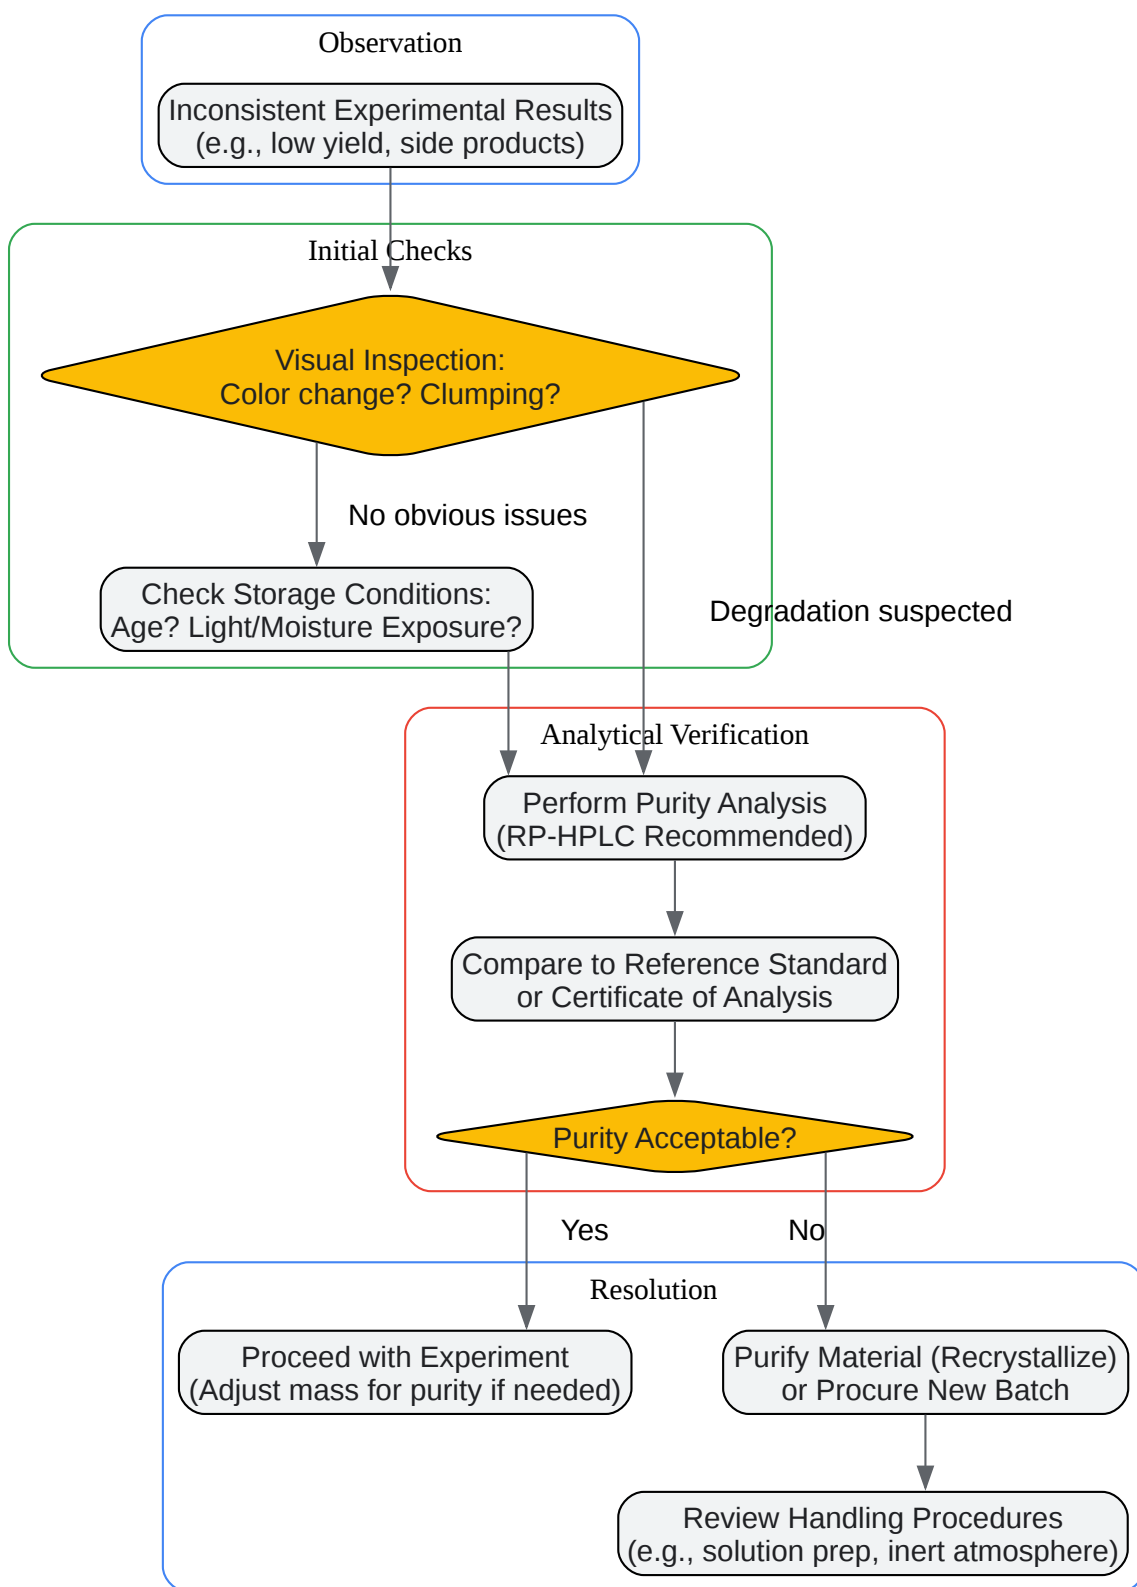 Observation
Inconsistent Experimental Results
(e.g., low yield, side products)
Initial Checks
Visual Inspection:
Color change? Clumping?
No obvious issues
Check Storage Conditions:
Age? Light/Moisture Exposure?
Degradation suspected
Analytical Verification
Perform Purity Analysis
(RP-HPLC Recommended)
Compare to Reference Standard
or Certificate of Analysis
Purity Acceptable?
Yes
No
Resolution
Proceed with Experiment
(Adjust mass for purity if needed)
Purify Material (Recrystallize)
or Procure New Batch
Review Handling Procedures
(e.g., solution prep, inert atmosphere)